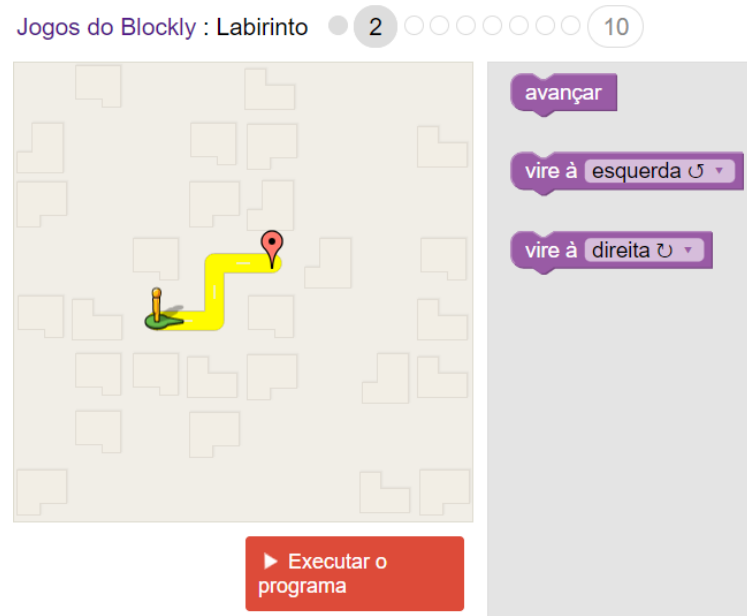 Jogos do Blockly : Labirinto 2 10
avançar
vire à esquerda ↺ ▾
vire à direita ↻ ▾
▶ Executar o
programa